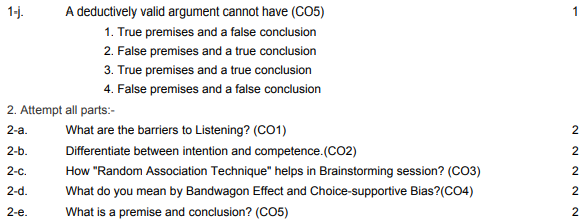 1-j. A deductively valid argument cannot have (CO5) 1
1. True premises and a false conclusion
2. False premises and a true conclusion
3. True premises and a true conclusion
4. False premises and a false conclusion
2. Attempt all parts:-
2-a. What are the barriers to Listening? (CO1) 2
2-b. Differentiate between intention and competence.(CO2) 2
2-c. How "Random Association Technique" helps in Brainstorming session? (CO3) 2
2-d. What do you mean by Bandwagon Effect and Choice-supportive Bias?(CO4) 2
2-e. What is a premise and conclusion? (CO5) 2